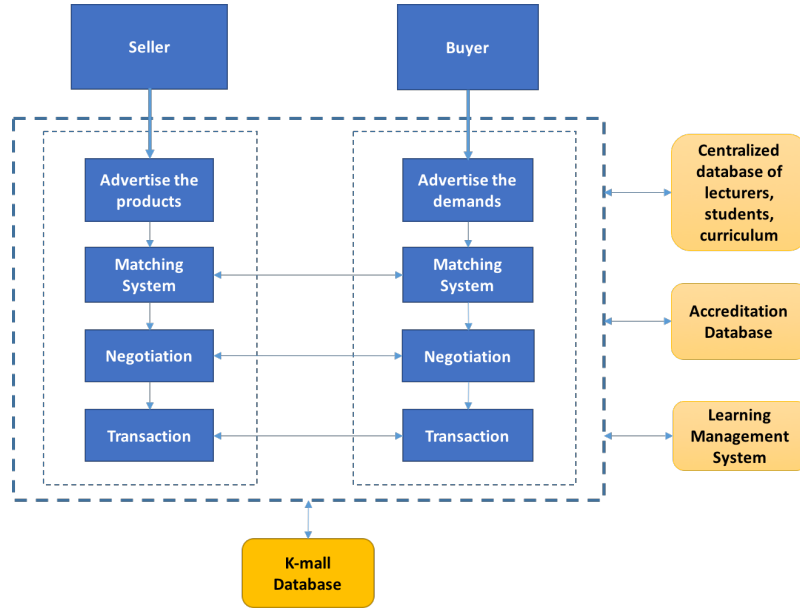 Seller
Buyer
Advertise the
products
Advertise the
demands
Centralized
database of
lecturers,
students,
curriculum
Matching
System
Matching
System
Accreditation
Database
Negotiation
Negotiation
Transaction
Transaction
Learning
Management
System
K-mall
Database